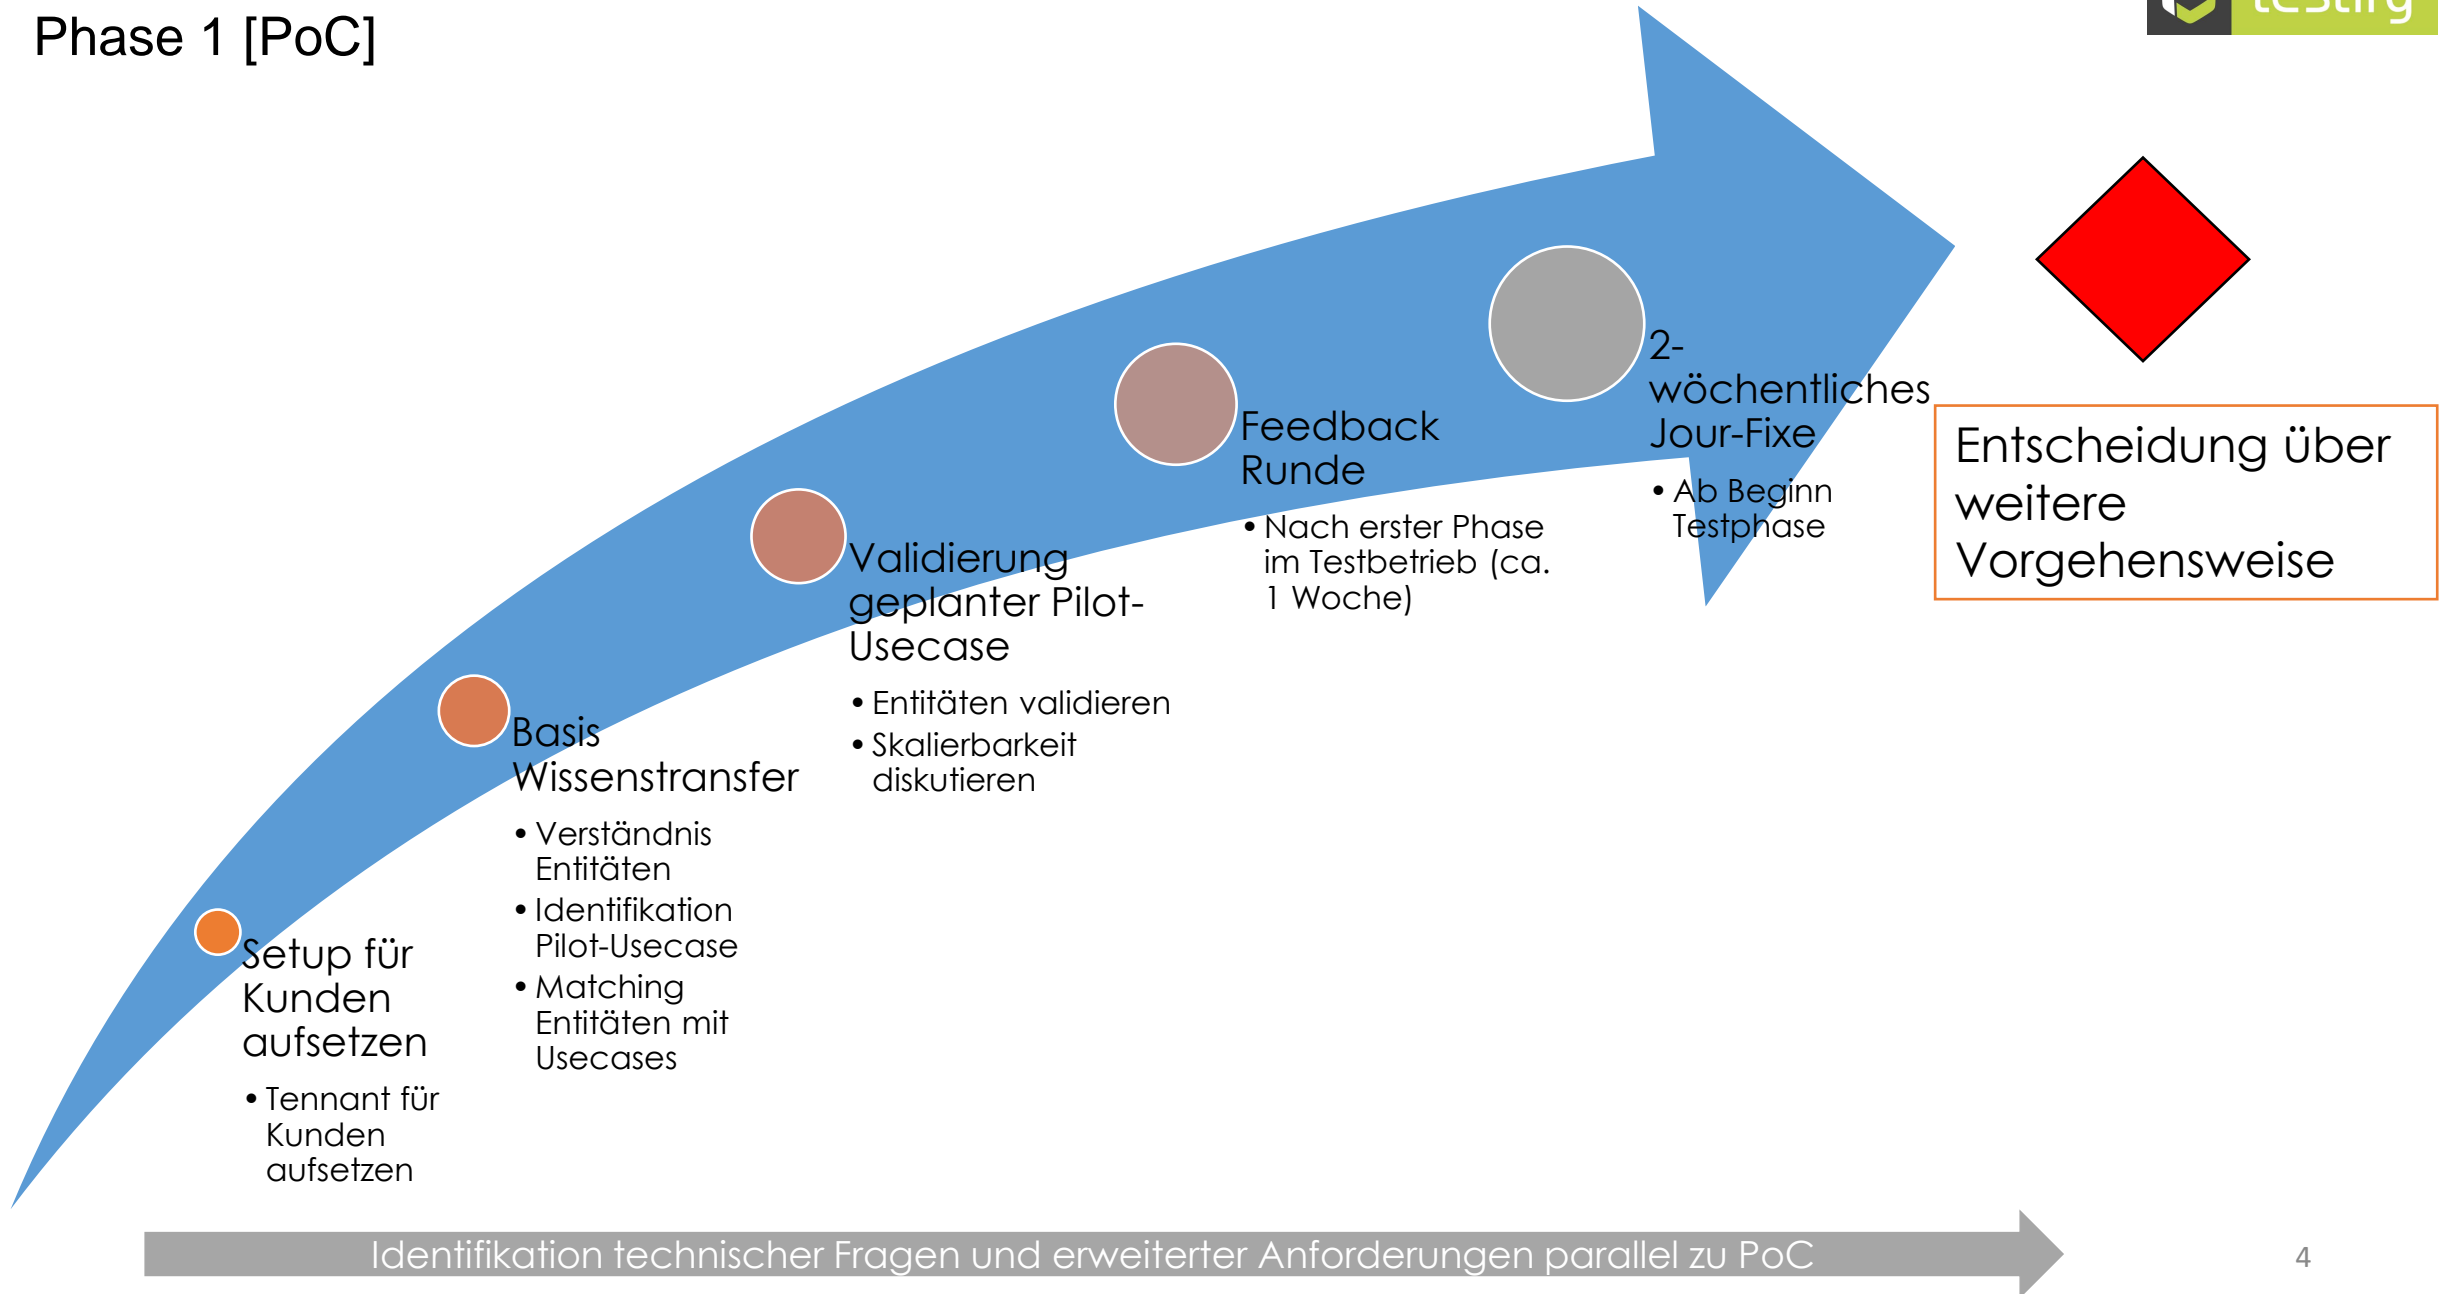 Phase 1 [PoC]
testify
2-
wöchentliches
Jour-Fixe
• Ab Beginn
Testphase
Entscheidung über
weitere
Vorgehensweise
Feedback
Runde
• Nach erster Phase
im Testbetrieb (ca.
1 Woche)
Validierung
geplanter Pilot-
Usecase
• Entitäten validieren
• Skalierbarkeit
diskutieren
Basis
Wissenstransfer
• Verständnis
Entitäten
• Identifikation
Pilot-Usecase
• Matching
Entitäten mit
Usecases
Setup für
Kunden
aufsetzen
• Tennant für
Kunden
aufsetzen
Identifikation technischer Fragen und erweiterter Anforderungen parallel zu PoC
4